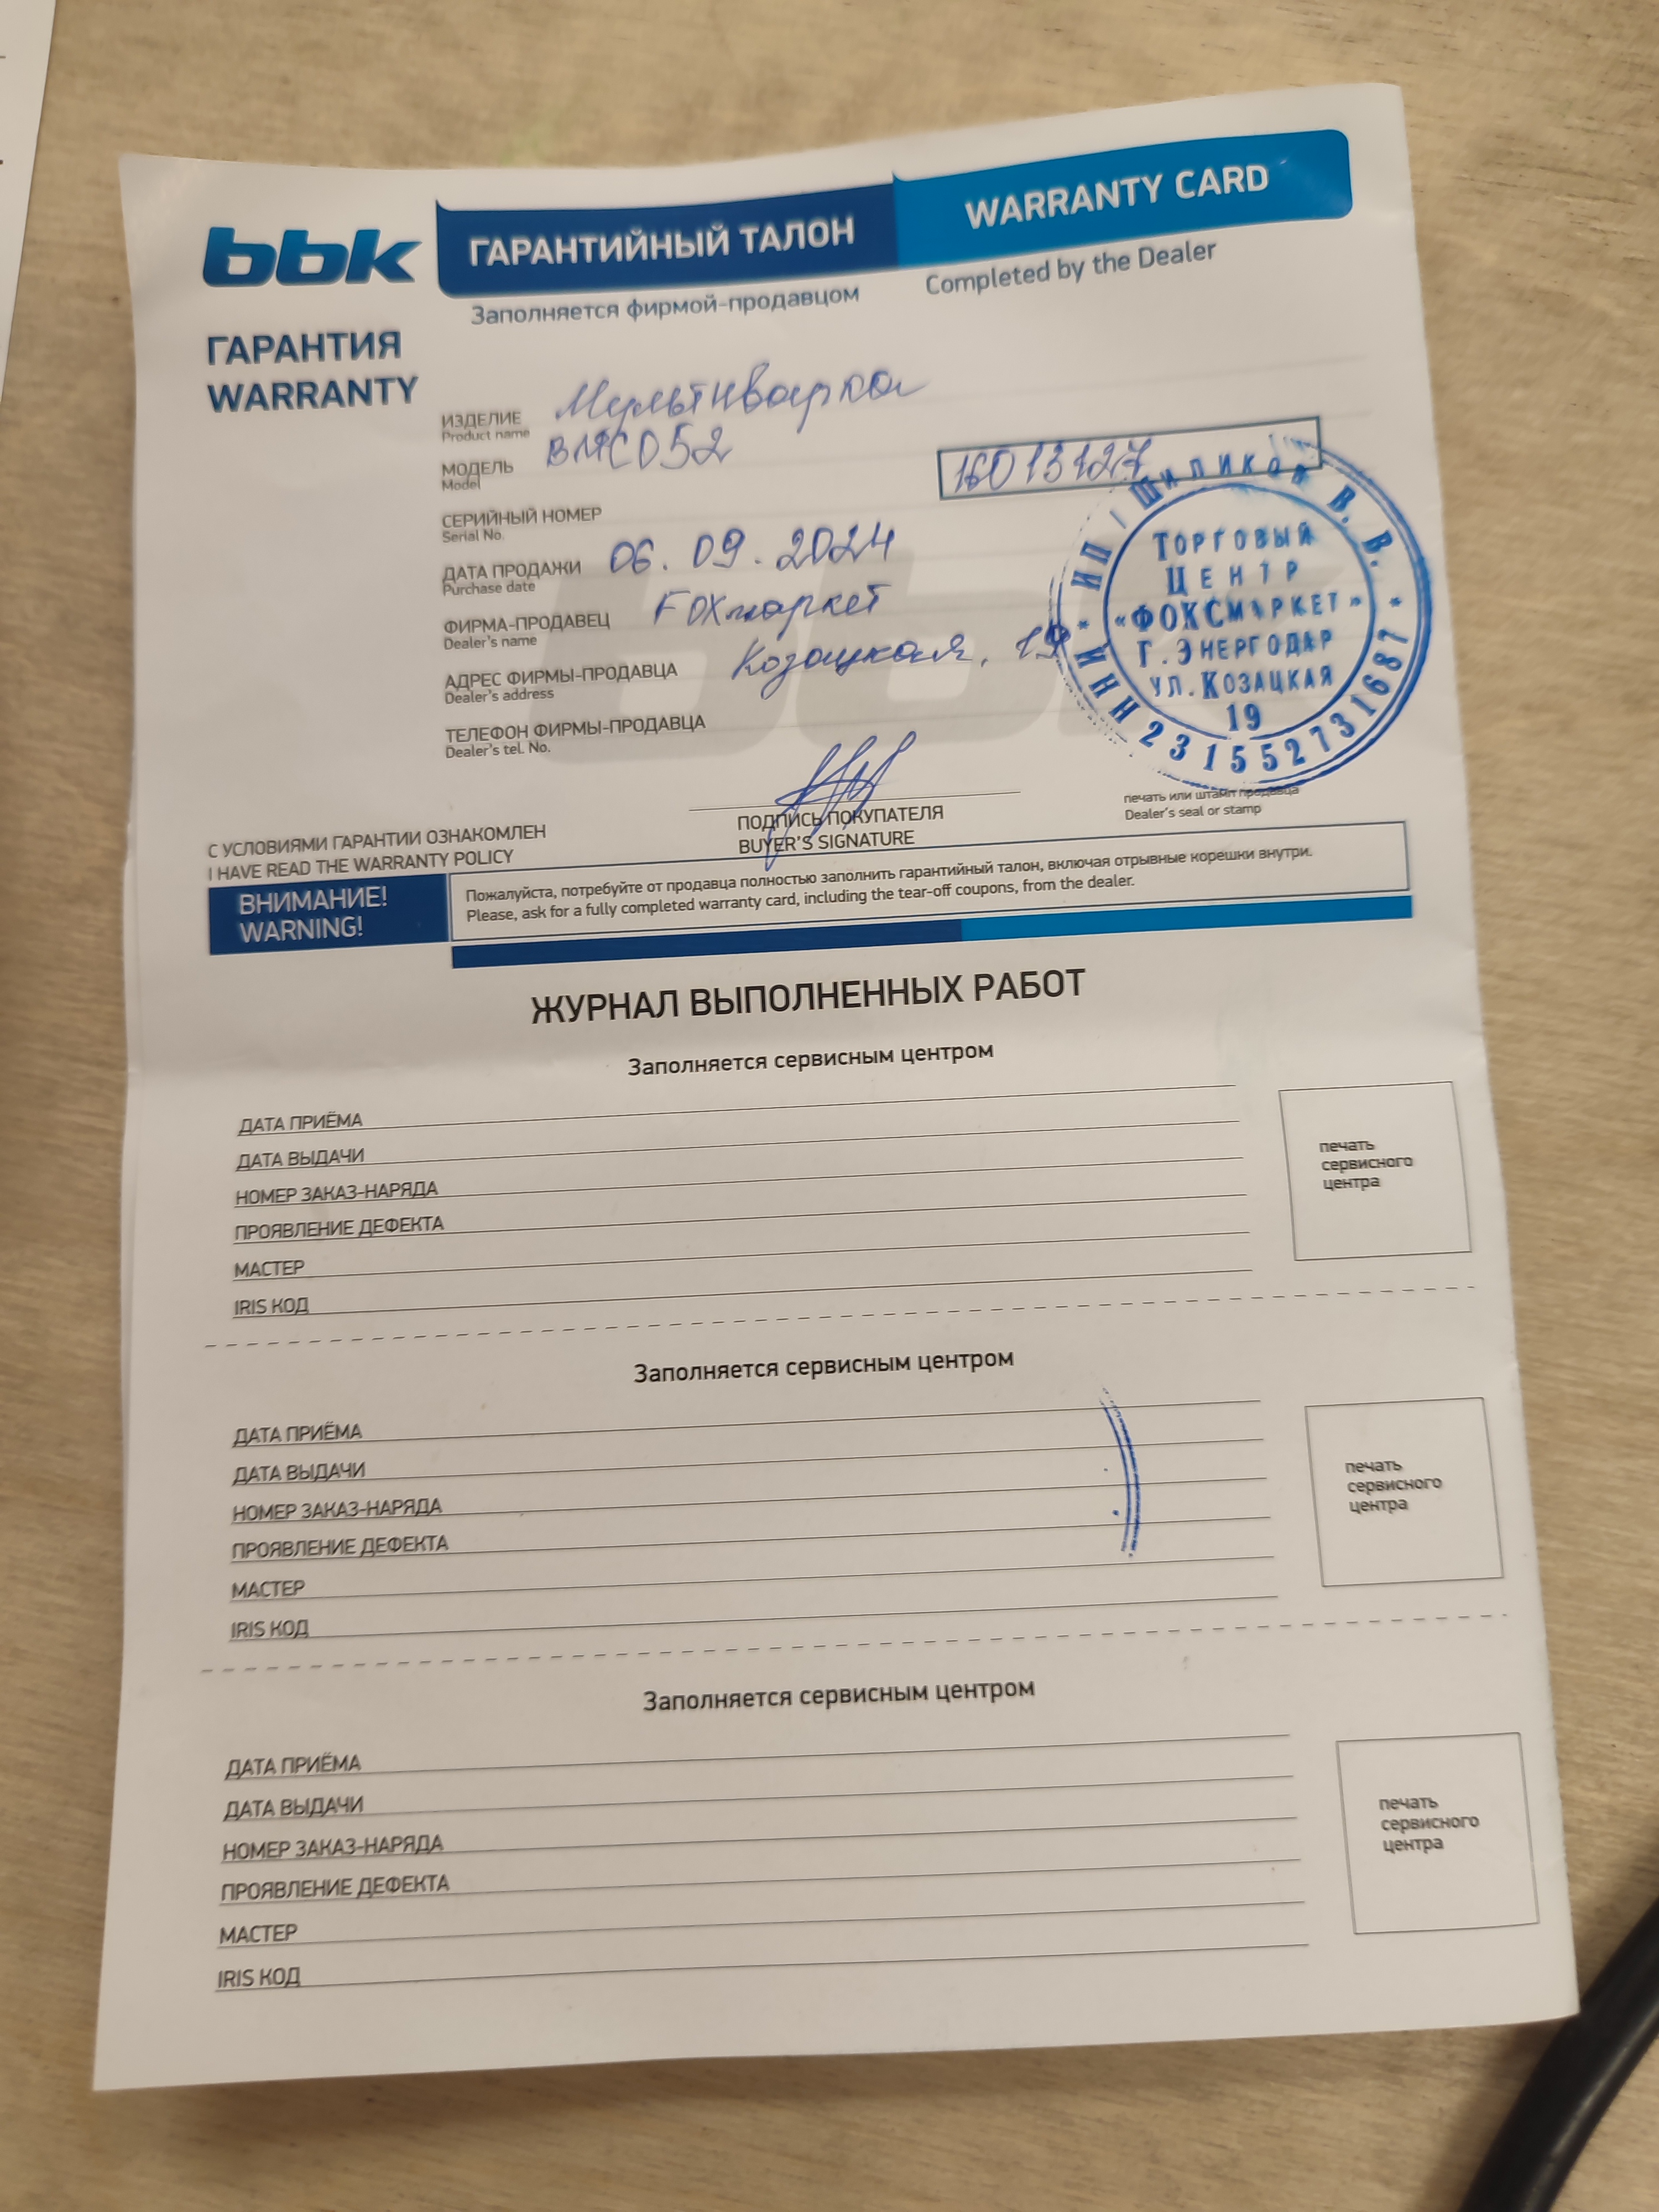 bbk
ГАРАНТИЙНЫЙ ТАЛОН WARRANTY CARD
Заполняется фирмой-продавцом Completed by the Dealer
ГАРАНТИЯ
WARRANTY
ИЗДЕЛИЕ Мультиварка
Product name
МОДЕЛЬ BMC052
Model
16013127
СЕРИЙНЫЙ НОМЕР
Serial No.
ДАТА ПРОДАЖИ 06.09.2024
Purchase date
ФИРМА-ПРОДАВЕЦ FOXмаркет
Dealer's name
АДРЕС ФИРМЫ-ПРОДАВЦА Козацкая, 19
Dealer's address
ТЕЛЕФОН ФИРМЫ-ПРОДАВЦА
Dealer's tel. No.
ИП Шиликов В. В. * ИНН 231552731687 *
ТОРГОВЫЙ
ЦЕНТР
«ФОКСМАРКЕТ»
Г. ЭНЕРГОДАР
УЛ. КОЗАЦКАЯ
19
печать или штамп продавца
Dealer's seal or stamp
ПОДПИСЬ ПОКУПАТЕЛЯ
BUYER'S SIGNATURE
С УСЛОВИЯМИ ГАРАНТИИ ОЗНАКОМЛЕН
I HAVE READ THE WARRANTY POLICY
ВНИМАНИЕ!
WARNING!
Пожалуйста, потребуйте от продавца полностью заполнить гарантийный талон, включая отрывные корешки внутри.
Please, ask for a fully completed warranty card, including the tear-off coupons, from the dealer.
ЖУРНАЛ ВЫПОЛНЕННЫХ РАБОТ
Заполняется сервисным центром
ДАТА ПРИЁМА
ДАТА ВЫДАЧИ
НОМЕР ЗАКАЗ-НАРЯДА
ПРОЯВЛЕНИЕ ДЕФЕКТА
МАСТЕР
IRIS КОД
печать
сервисного
центра
Заполняется сервисным центром
ДАТА ПРИЁМА
ДАТА ВЫДАЧИ
НОМЕР ЗАКАЗ-НАРЯДА
ПРОЯВЛЕНИЕ ДЕФЕКТА
МАСТЕР
IRIS КОД
печать
сервисного
центра
Заполняется сервисным центром
ДАТА ПРИЁМА
ДАТА ВЫДАЧИ
НОМЕР ЗАКАЗ-НАРЯДА
ПРОЯВЛЕНИЕ ДЕФЕКТА
МАСТЕР
IRIS КОД
печать
сервисного
центра